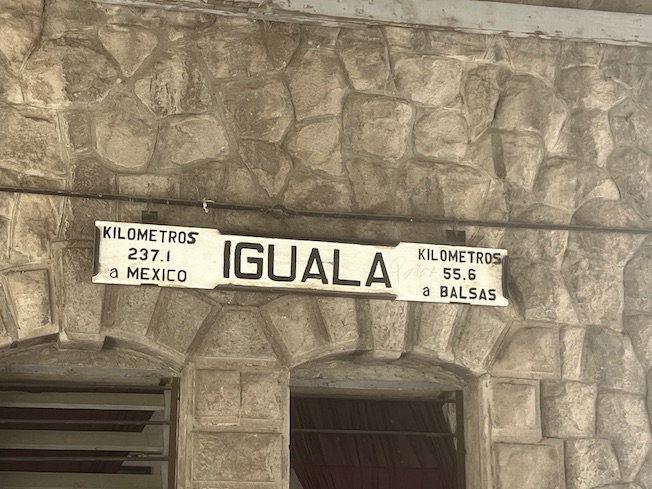 KILOMETROS
237.1
a MEXICO
IGUALA
KILOMETROS
55.6
a BALSAS